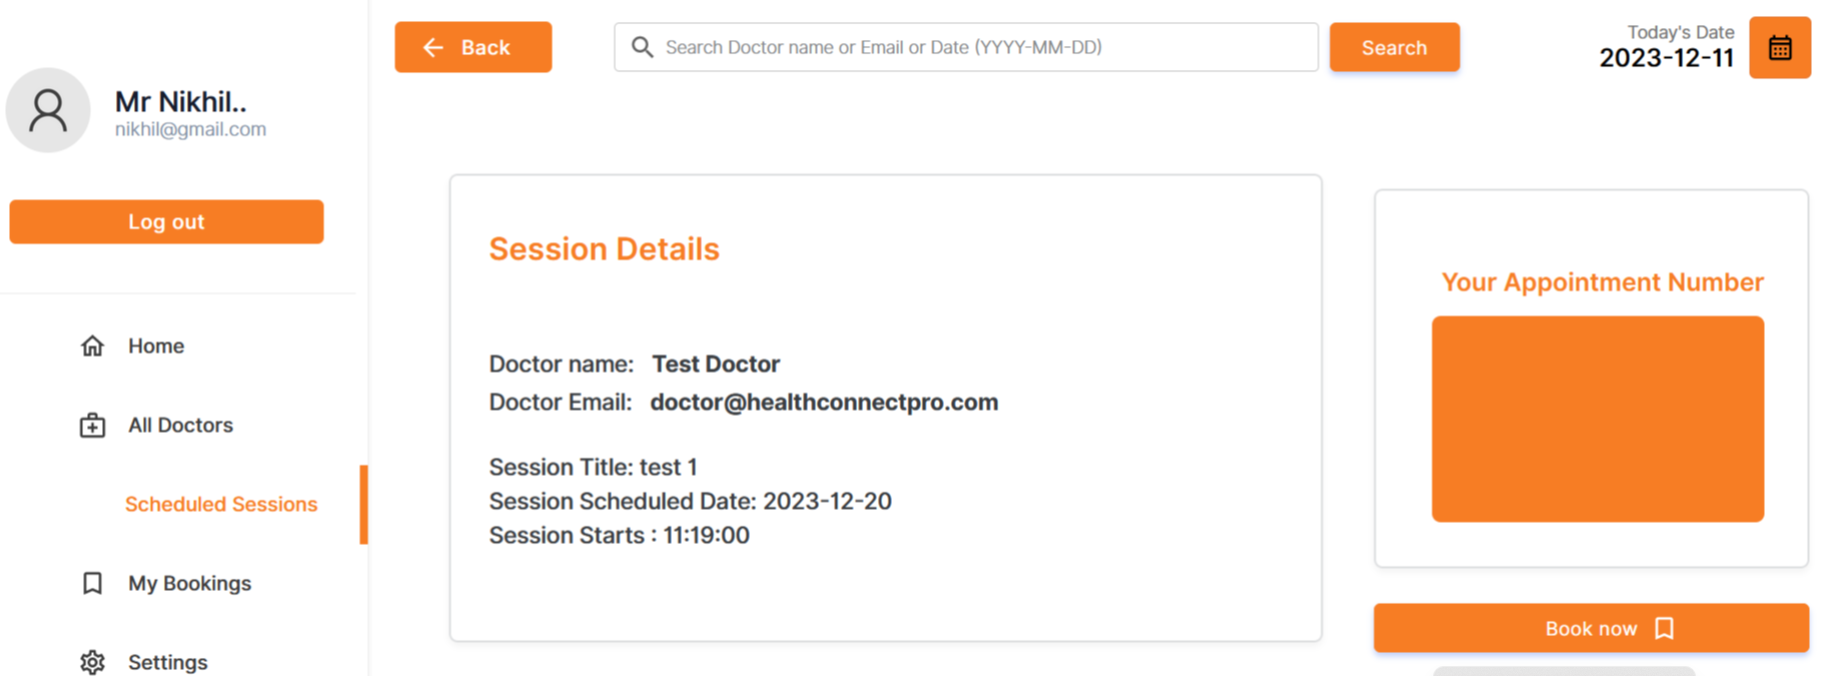 Mr Nikhil..
nikhil@gmail.com
Log out
Home
All Doctors
Scheduled Sessions
My Bookings
Settings
Back
Search Doctor name or Email or Date (YYYY-MM-DD)
Search
Today's Date
2023-12-11
Session Details
Doctor name: Test Doctor
Doctor Email: doctor@healthconnectpro.com
Session Title: test 1
Session Scheduled Date: 2023-12-20
Session Starts : 11:19:00
Your Appointment Number
Book now